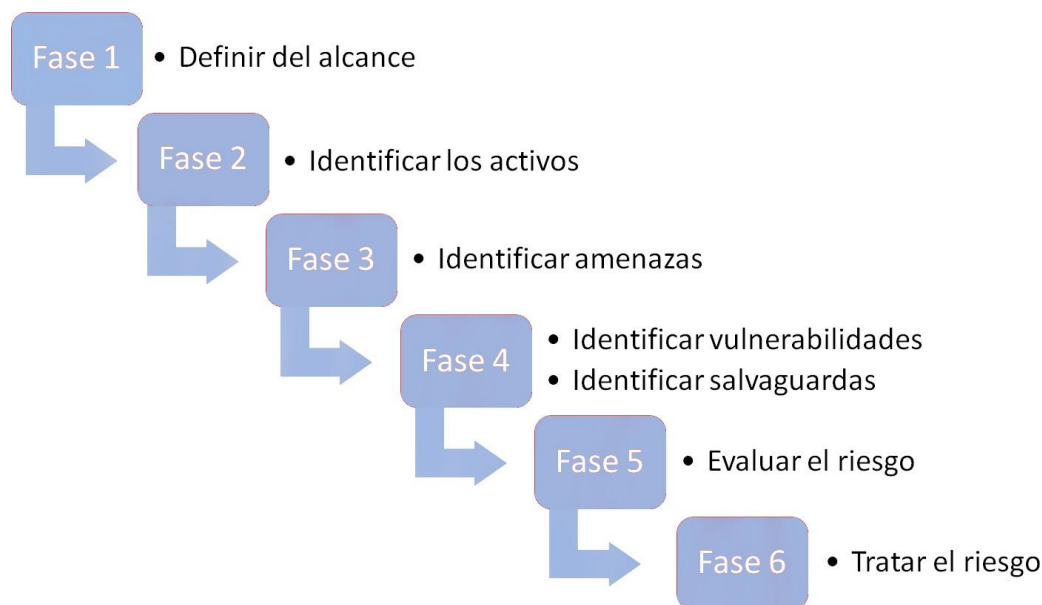 Fase 1
• Definir del alcance
Fase 2
• Identificar los activos
Fase 3
• Identificar amenazas
Fase 4
• Identificar vulnerabilidades
• Identificar salvaguardas
Fase 5
• Evaluar el riesgo
Fase 6
• Tratar el riesgo